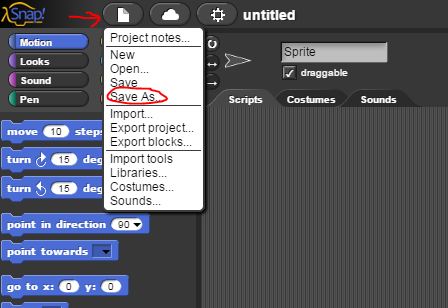 Snap!
untitled
Motion
Looks
Sound
Pen
Project notes...
New
Open...
Save
Save As...
Import...
Export project...
Export blocks...
Import tools
Libraries...
Costumes...
Sounds...
Sprite
draggable
Scripts Costumes Sounds
move 10 steps
turn 15 deg
turn 15 deg
point in direction 90
point towards
go to x: 0 y: 0